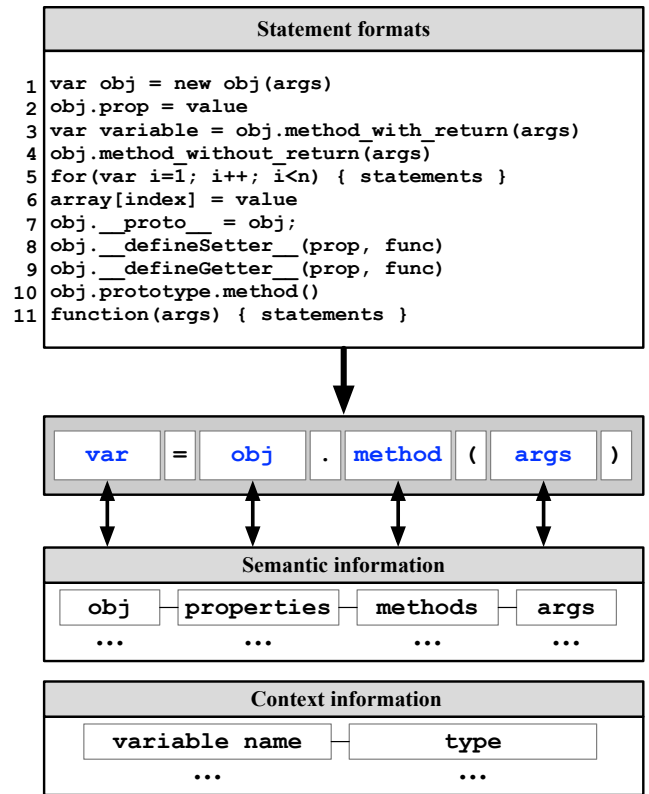 Statement formats
1 var obj = new obj(args)
2 obj.prop = value
3 var variable = obj.method_with_return(args)
4 obj.method_without_return(args)
5 for(var i=1; i++; i<n) { statements }
6 array[index] = value
7 obj.__proto__ = obj;
8 obj.__defineSetter__(prop, func)
9 obj.__defineGetter__(prop, func)
10 obj.prototype.method()
11 function(args) { statements }
var = obj . method ( args )
Semantic information
obj properties methods args
... ... ... ...
Context information
variable name type
... ...